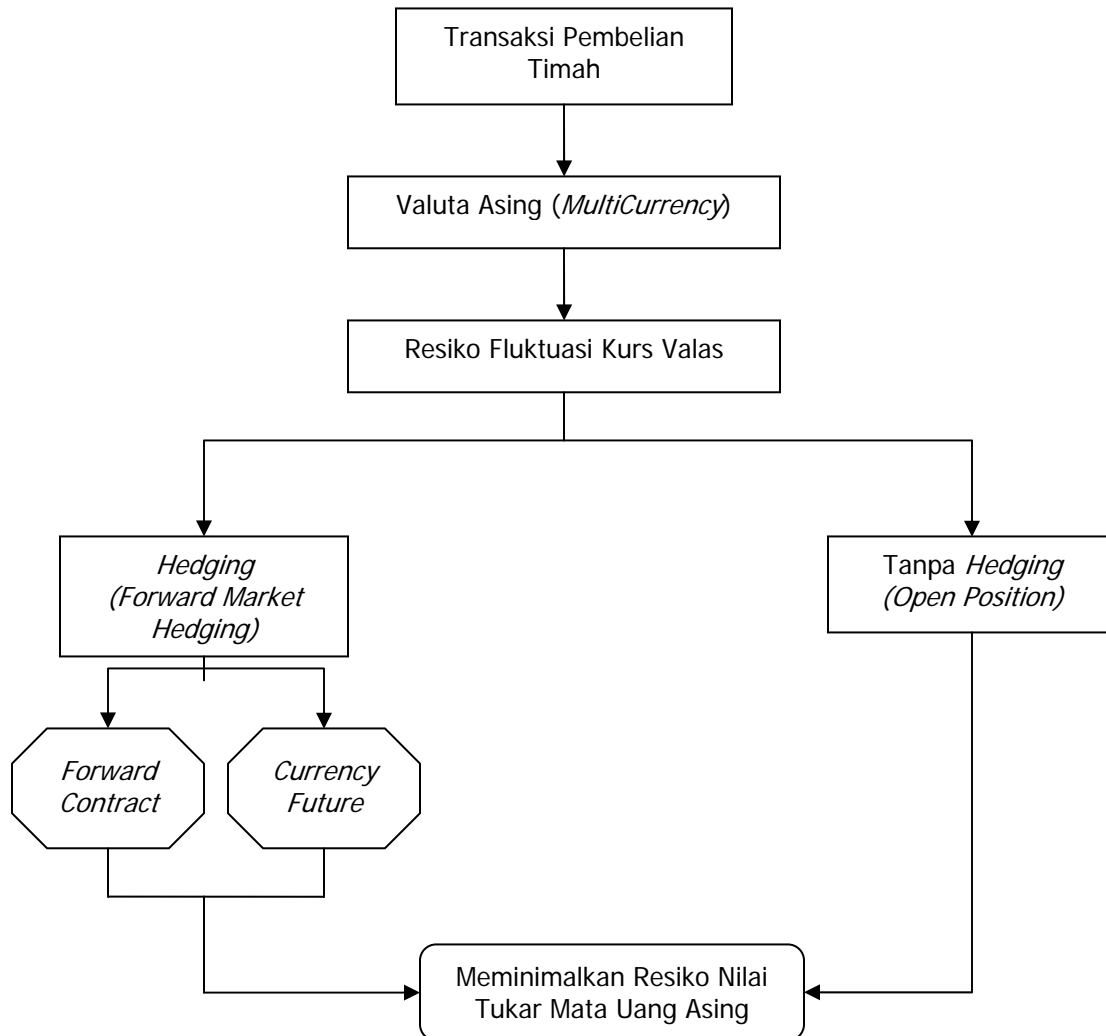 Transaksi Pembelian
Timah
Valuta Asing (MultiCurrency)
Resiko Fluktuasi Kurs Valas
Hedging
(Forward Market
Hedging)
Tanpa Hedging
(Open Position)
Forward
Contract
Currency
Future
Meminimalkan Resiko Nilai
Tukar Mata Uang Asing